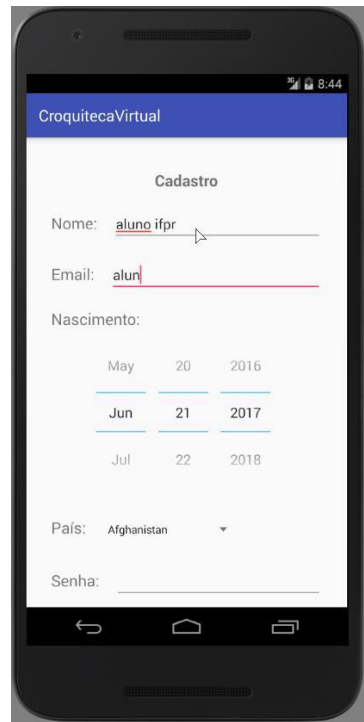 3G 8:44
CroquitecaVirtual
Cadastro
Nome: aluno ifpr
Email: alun
Nascimento:
May 20 2016
Jun 21 2017
Jul 22 2018
País: Afghanistan
Senha: